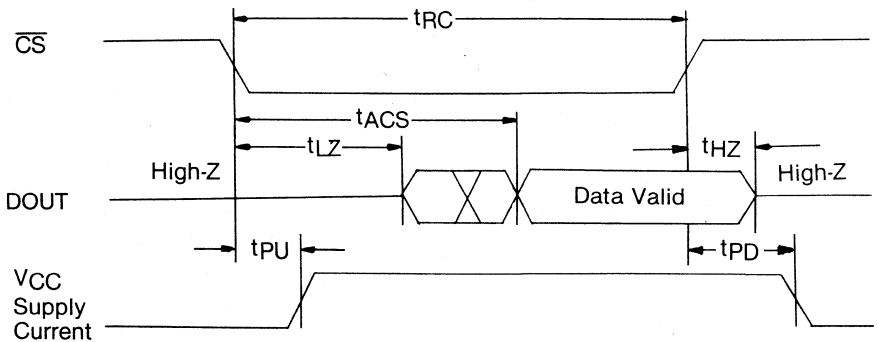 tRC
CS
tACS
tLZ
tHZ
High-Z
High-Z
DOUT
Data Valid
tPU
tPD
VCC
Supply
Current